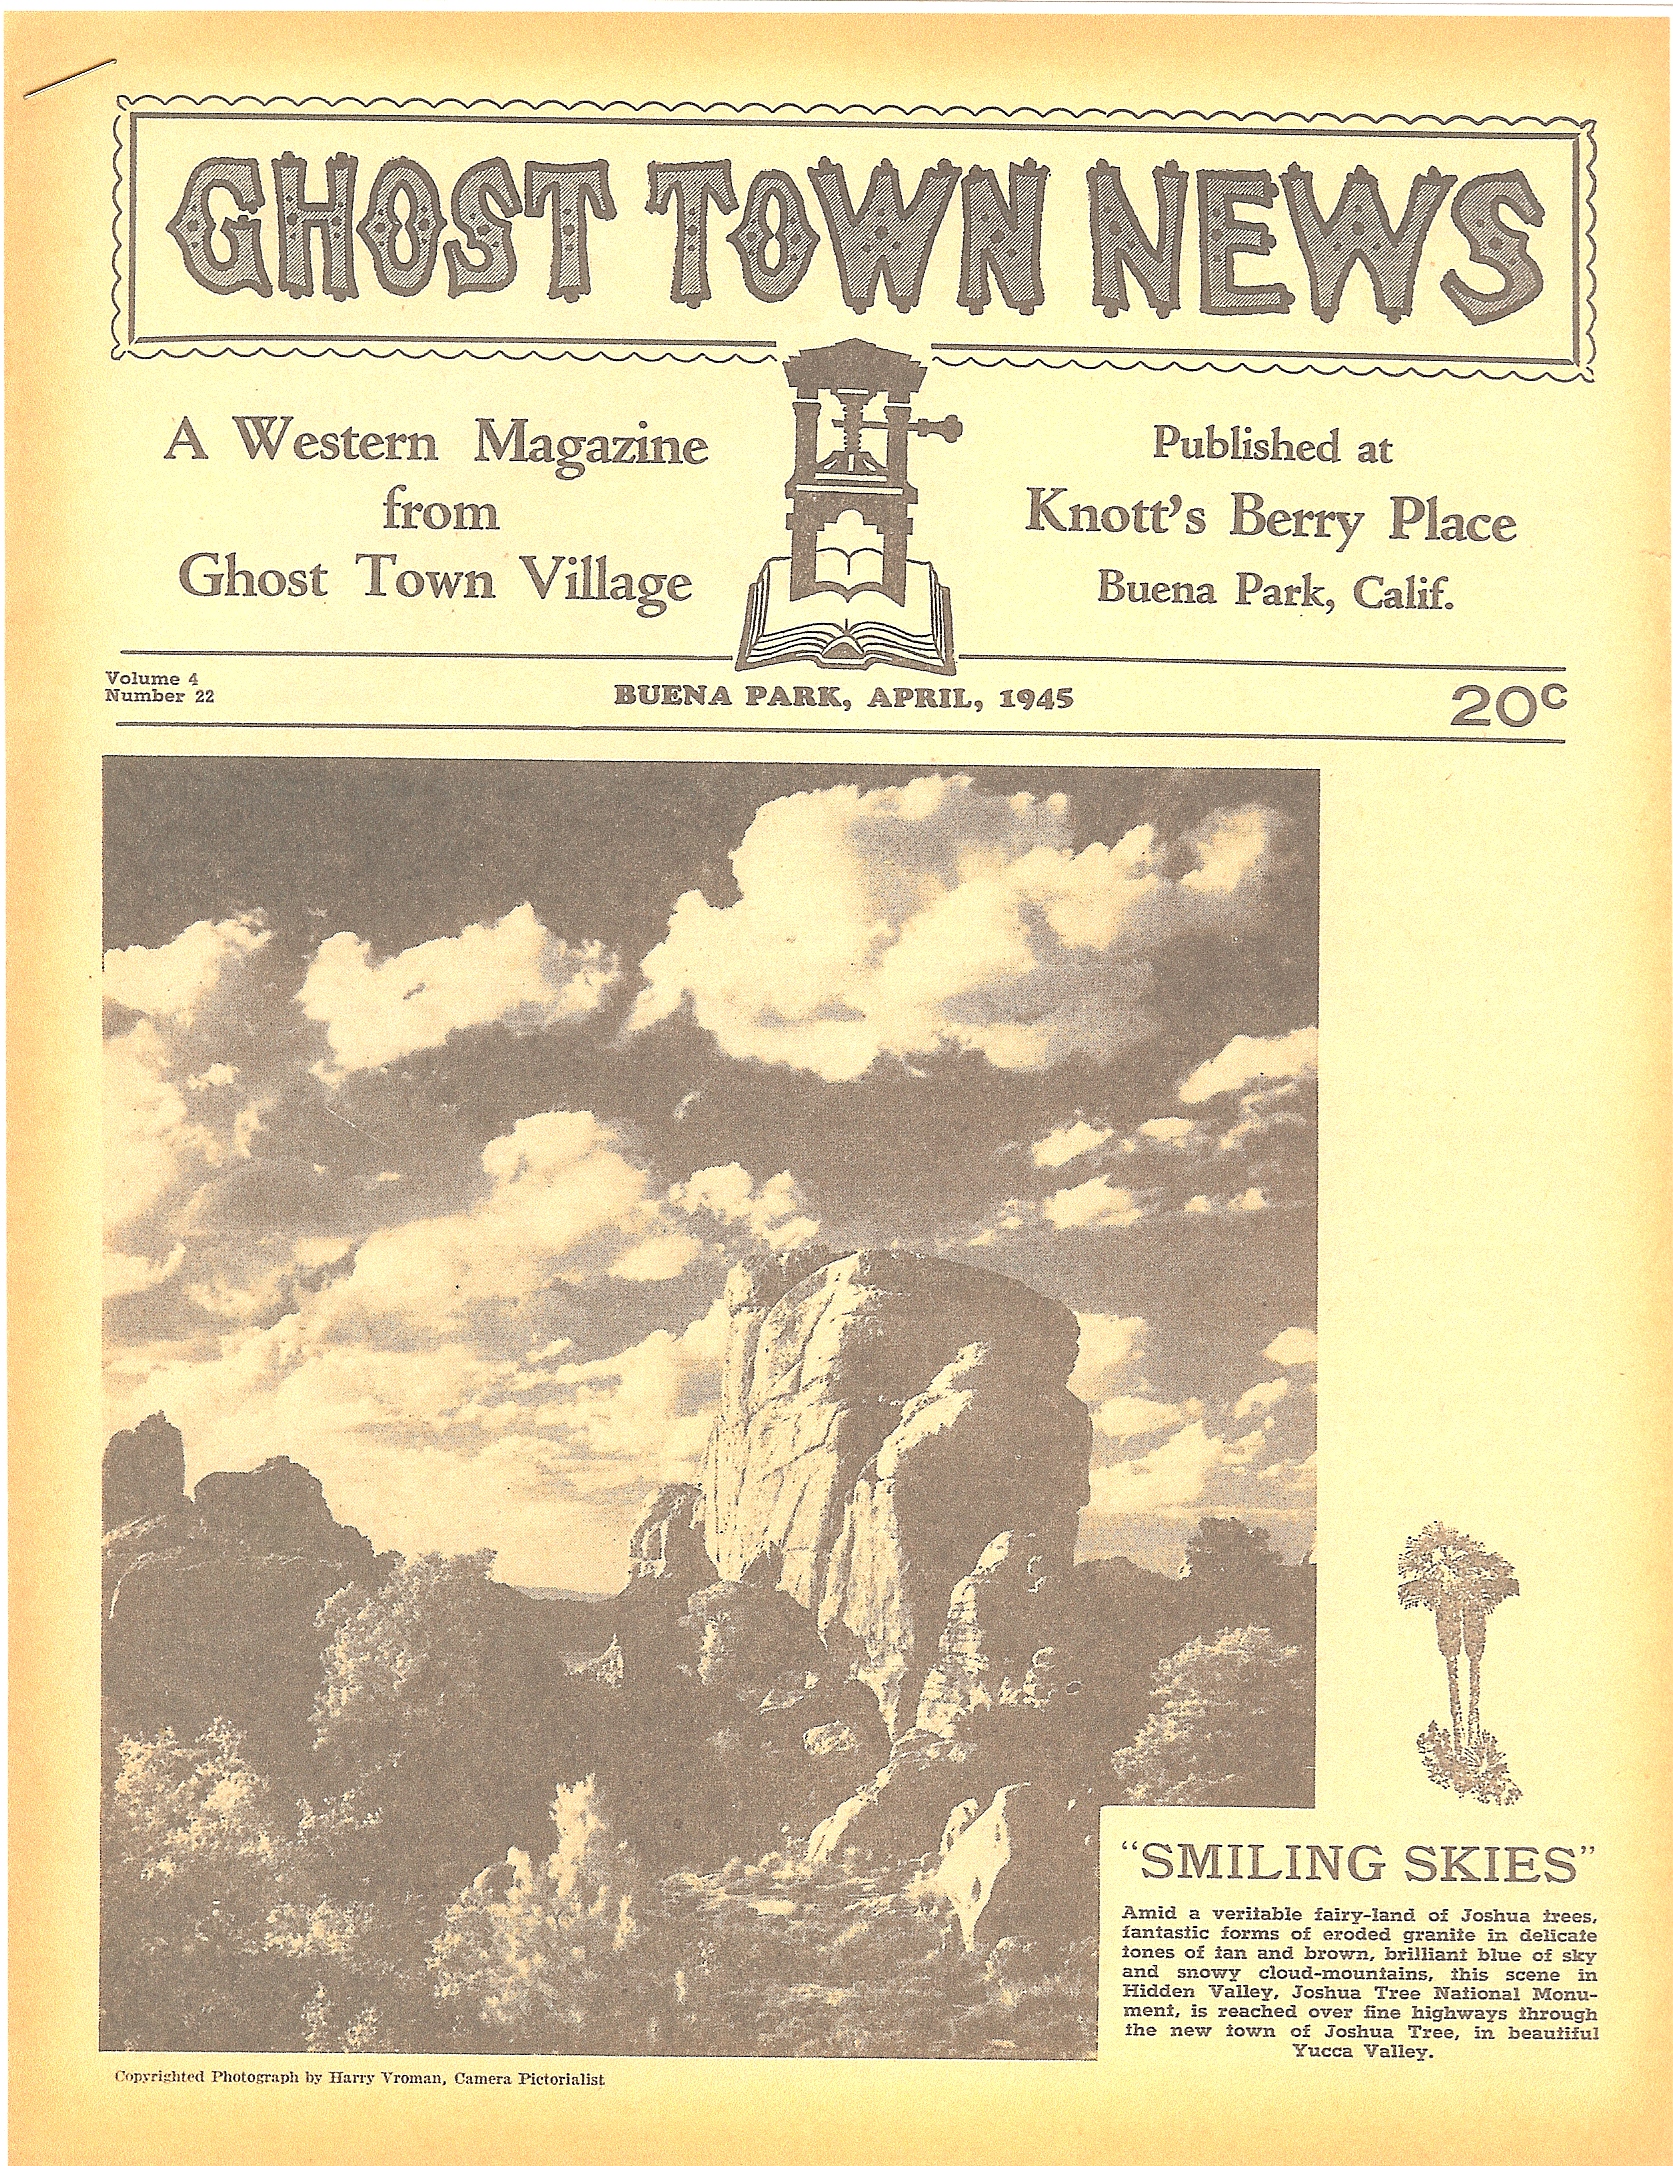 GHOST TOWN NEWS
A Western Magazine
from
Ghost Town Village
Published at
Knott's Berry Place
Buena Park, Calif.
Volume 4
Number 22
BUENA PARK, APRIL, 1945
20c
"SMILING SKIES"
Amid a veritable fairy-land of Joshua trees,
fantastic forms of eroded granite in delicate
tones of tan and brown, brilliant blue of sky
and snowy cloud-mountains, this scene in
Hidden Valley, Joshua Tree National Monu-
ment, is reached over fine highways through
the new town of Joshua Tree, in beautiful
Yucca Valley.
Copyrighted Photograph by Harry Vroman, Camera Pictorialist